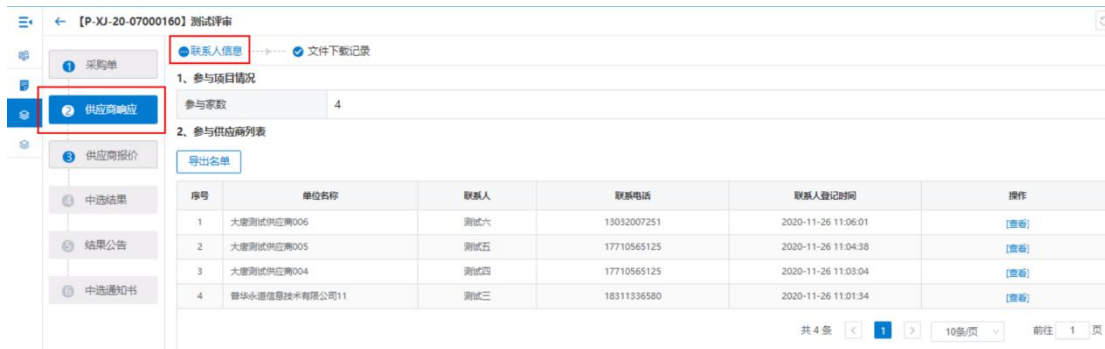 【P-XJ-20-07000160】测试评审
1 采购单
2 供应商响应
3 供应商报价
4 中选结果
5 结果公告
6 中选通知书
联系人信息 文件下载记录
1、参与项目情况
参与家数 4
2、参与供应商列表
导出名单
序号 单位名称 联系人 联系电话 联系人登记时间 操作
1 大唐测试供应商006 测试六 13032007251 2020-11-26 11:06:01 [查看]
2 大唐测试供应商005 测试五 17710565125 2020-11-26 11:04:38 [查看]
3 大唐测试供应商004 测试四 17710565125 2020-11-26 11:03:04 [查看]
4 普华永道信息技术有限公司11 测试三 18311336580 2020-11-26 11:01:34 [查看]
共 4 条 < 1 > 10条/页 前往 1 页